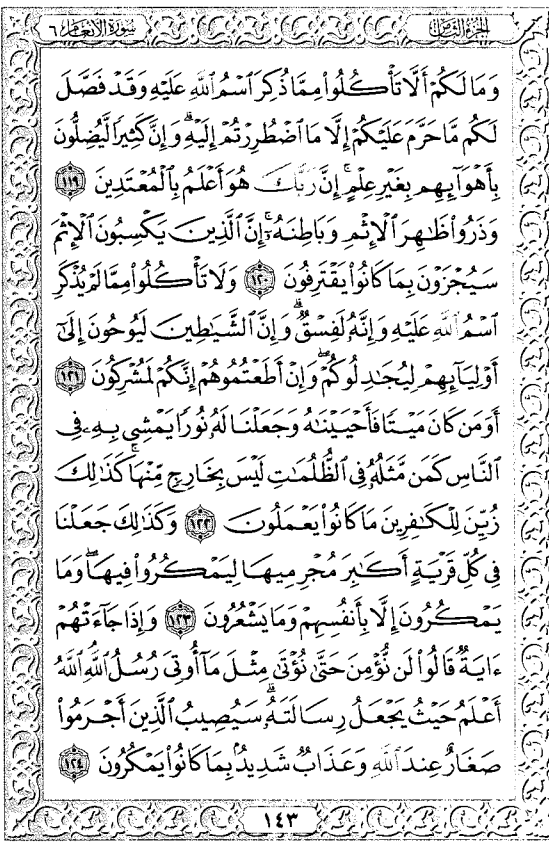 الجزء الثامن سورة الأنعام ٦
وَمَا لَكُمْ أَلَّا تَأْكُلُوا۟ مِمَّا ذُكِرَ ٱسْمُ ٱللَّهِ عَلَيْهِ وَقَدْ فَصَّلَ
لَكُم مَّا حَرَّمَ عَلَيْكُمْ إِلَّا مَا ٱضْطُرِرْتُمْ إِلَيْهِ ۗ وَإِنَّ كَثِيرًا لَّيُضِلُّونَ
بِأَهْوَآئِهِم بِغَيْرِ عِلْمٍ ۗ إِنَّ رَبَّكَ هُوَ أَعْلَمُ بِٱلْمُعْتَدِينَ ١١٩
وَذَرُوا۟ ظَـٰهِرَ ٱلْإِثْمِ وَبَاطِنَهُۥٓ ۚ إِنَّ ٱلَّذِينَ يَكْسِبُونَ ٱلْإِثْمَ
سَيُجْزَوْنَ بِمَا كَانُوا۟ يَقْتَرِفُونَ ١٢٠ وَلَا تَأْكُلُوا۟ مِمَّا لَمْ يُذْكَرِ
ٱسْمُ ٱللَّهِ عَلَيْهِ وَإِنَّهُۥ لَفِسْقٌ ۗ وَإِنَّ ٱلشَّيَـٰطِينَ لَيُوحُونَ إِلَىٰٓ
أَوْلِيَآئِهِمْ لِيُجَـٰدِلُوكُمْ ۖ وَإِنْ أَطَعْتُمُوهُمْ إِنَّكُمْ لَمُشْرِكُونَ ١٢١
أَوَمَن كَانَ مَيْتًا فَأَحْيَيْنَـٰهُ وَجَعَلْنَا لَهُۥ نُورًا يَمْشِى بِهِۦ فِى
ٱلنَّاسِ كَمَن مَّثَلُهُۥ فِى ٱلظُّلُمَـٰتِ لَيْسَ بِخَارِجٍ مِّنْهَا ۚ كَذَٰلِكَ
زُيِّنَ لِلْكَـٰفِرِينَ مَا كَانُوا۟ يَعْمَلُونَ ١٢٢ وَكَذَٰلِكَ جَعَلْنَا
فِى كُلِّ قَرْيَةٍ أَكَـٰبِرَ مُجْرِمِيهَا لِيَمْكُرُوا۟ فِيهَا ۖ وَمَا
يَمْكُرُونَ إِلَّا بِأَنفُسِهِمْ وَمَا يَشْعُرُونَ ١٢٣ وَإِذَا جَآءَتْهُمْ
ءَايَةٌ قَالُوا۟ لَن نُّؤْمِنَ حَتَّىٰ نُؤْتَىٰ مِثْلَ مَآ أُوتِىَ رُسُلُ ٱللَّهِ ۘ ٱللَّهُ
أَعْلَمُ حَيْثُ يَجْعَلُ رِسَالَتَهُۥ ۗ سَيُصِيبُ ٱلَّذِينَ أَجْرَمُوا۟
صَغَارٌ عِندَ ٱللَّهِ وَعَذَابٌ شَدِيدٌۢ بِمَا كَانُوا۟ يَمْكُرُونَ ١٢٤
١٤٣